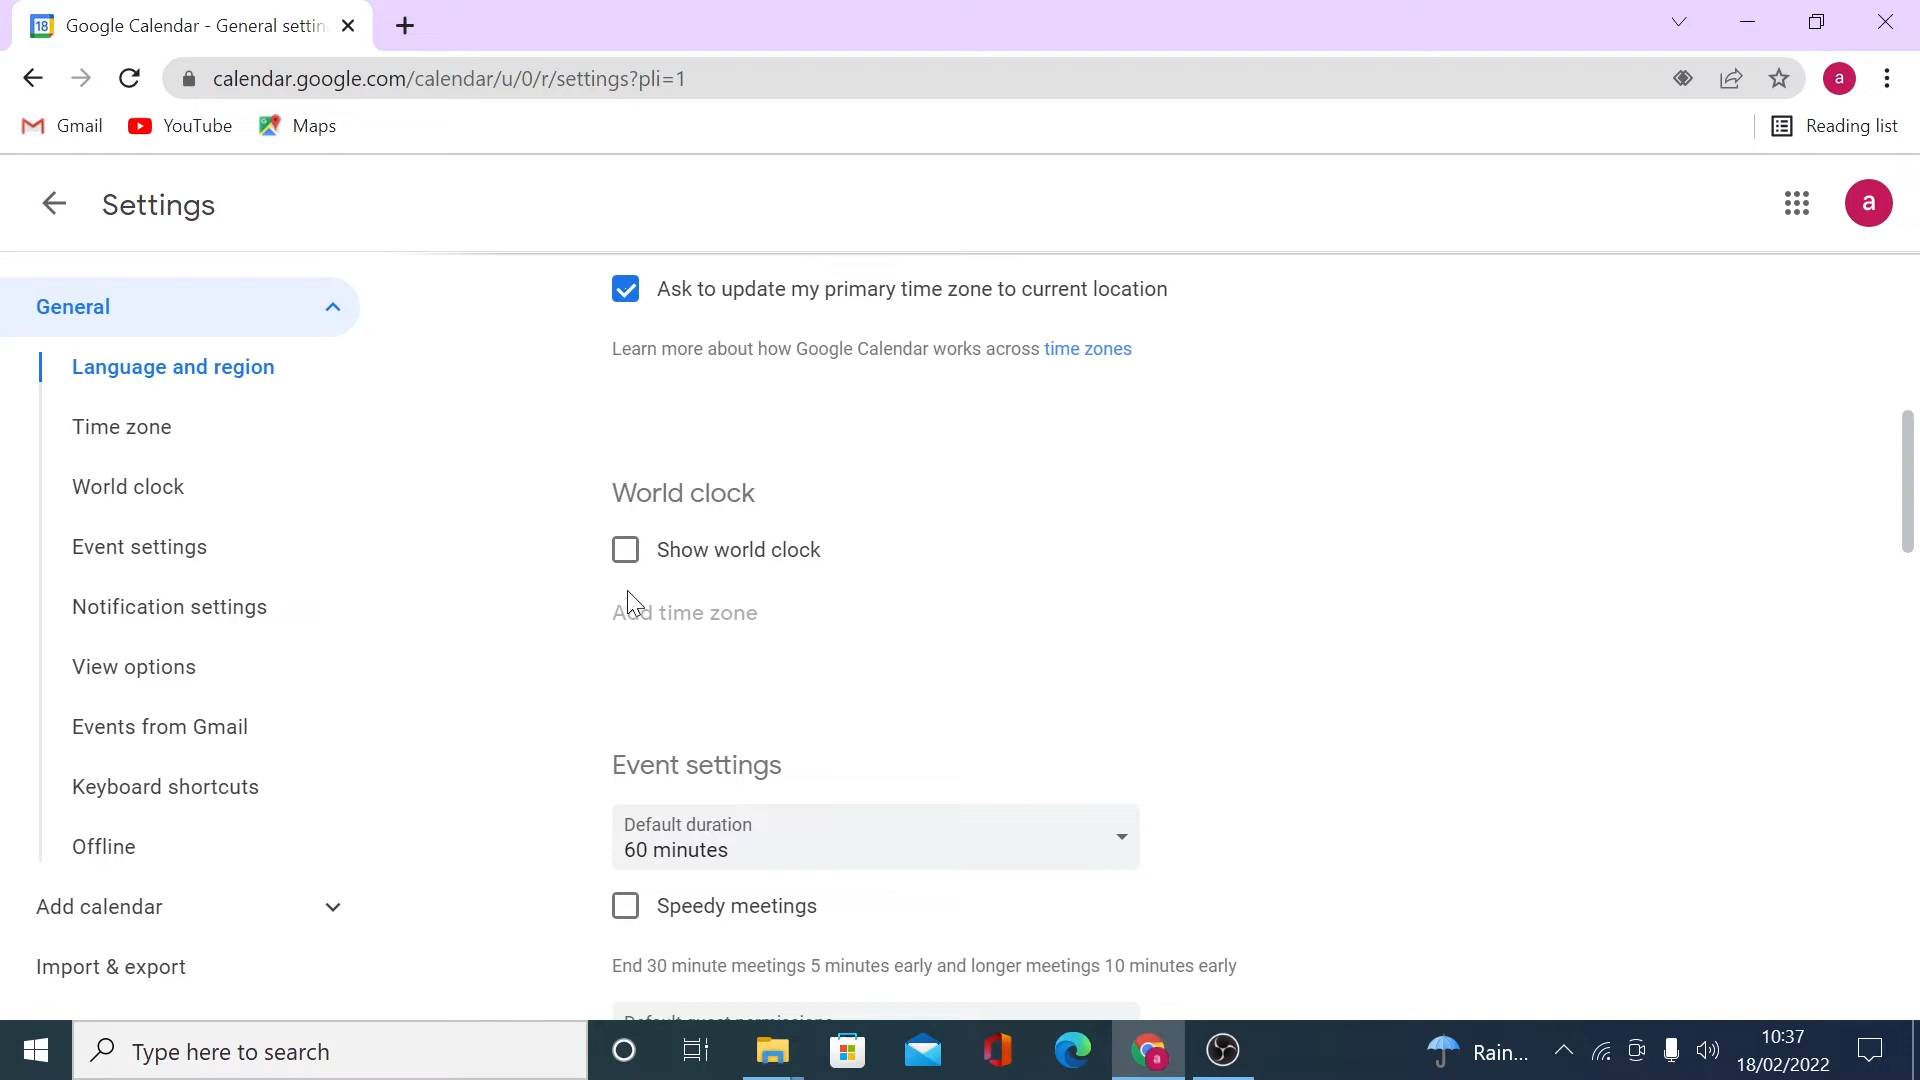 18 Google Calendar - General settin
calendar.google.com/calendar/u/0/r/settings?pli=1
a
Gmail
YouTube
Maps
Reading list
Settings
a
General
Language and region
Time zone
World clock
Event settings
Notification settings
View options
Events from Gmail
Keyboard shortcuts
Offline
Add calendar
Import & export
Ask to update my primary time zone to current location
Learn more about how Google Calendar works across time zones
World clock
Show world clock
Add time zone
Event settings
Default duration
60 minutes
Speedy meetings
End 30 minute meetings 5 minutes early and longer meetings 10 minutes early
Default guest permissions
Type here to search
a
Rain...
10:37
18/02/2022